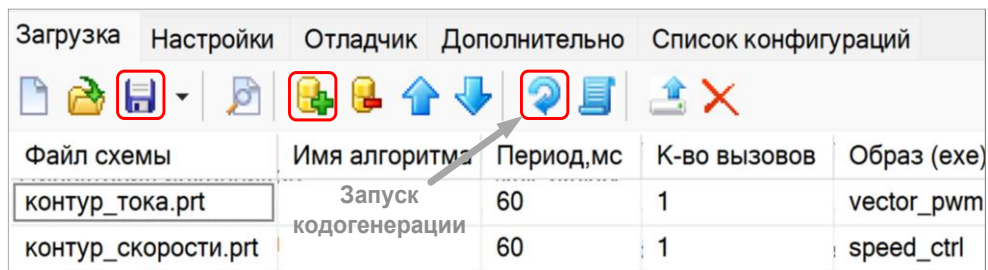 Загрузка Настройки Отладчик Дополнительно Список конфигураций
Файл схемы Имя алгоритма Период,мс К-во вызовов Образ (exe)
контур_тока.prt 60 1 vector_pwm
Запуск
кодогенерации
контур_скорости.prt 60 1 speed_ctrl